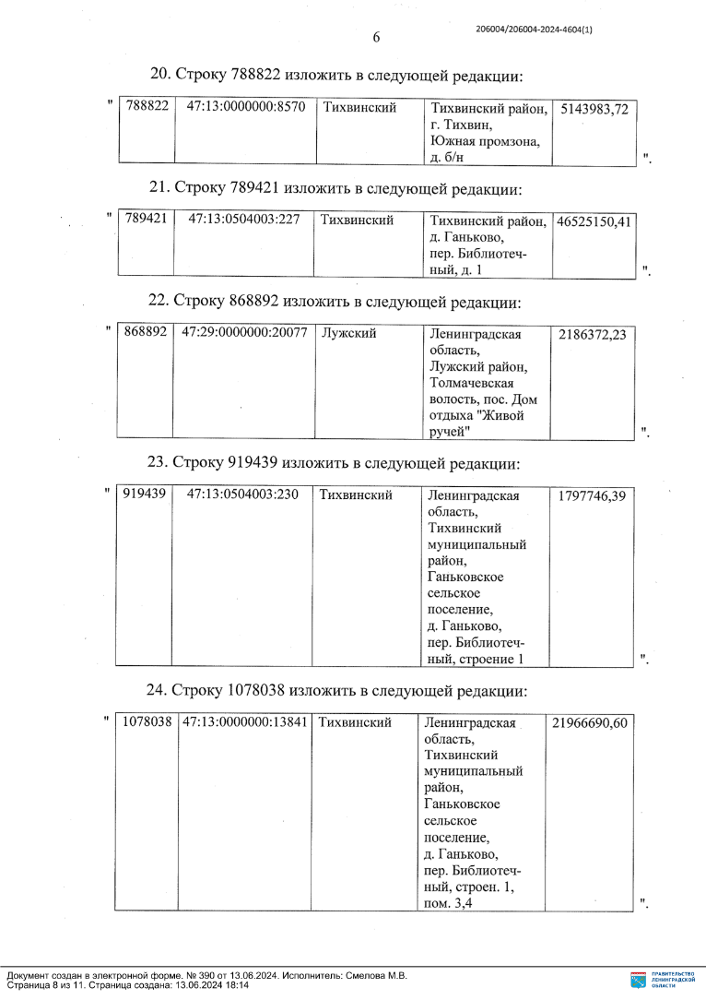 206004/206004-2024-4604(1)
6
20. Строку 788822 изложить в следующей редакции:
" 788822 47:13:0000000:8570 Тихвинский Тихвинский район, 5143983,72
г. Тихвин,
Южная промзона,
д. б/н
".
21. Строку 789421 изложить в следующей редакции:
" 789421 47:13:0504003:227 Тихвинский Тихвинский район, 46525150,41
д. Ганьково,
пер. Библиотеч-
ный, д. 1
".
22. Строку 868892 изложить в следующей редакции:
" 868892 47:29:0000000:20077 Лужский Ленинградская 2186372,23
область,
Лужский район,
Толмачевская
волость, пос. Дом
отдыха "Живой
ручей"
".
23. Строку 919439 изложить в следующей редакции:
" 919439 47:13:0504003:230 Тихвинский Ленинградская 1797746,39
область,
Тихвинский
муниципальный
район,
Ганьковское
сельское
поселение,
д. Ганьково,
пер. Библиотеч-
ный, строение 1
".
24. Строку 1078038 изложить в следующей редакции:
" 1078038 47:13:0000000:13841 Тихвинский Ленинградская 21966690,60
область,
Тихвинский
муниципальный
район,
Ганьковское
сельское
поселение,
д. Ганьково,
пер. Библиотеч-
ный, строен. 1,
пом. 3,4
".
Документ создан в электронной форме. № 390 от 13.06.2024. Исполнитель: Смелова М.В.
Страница 8 из 11. Страница создана: 13.06.2024 18:14
ПРАВИТЕЛЬСТВО
ЛЕНИНГРАДСКОЙ
ОБЛАСТИ